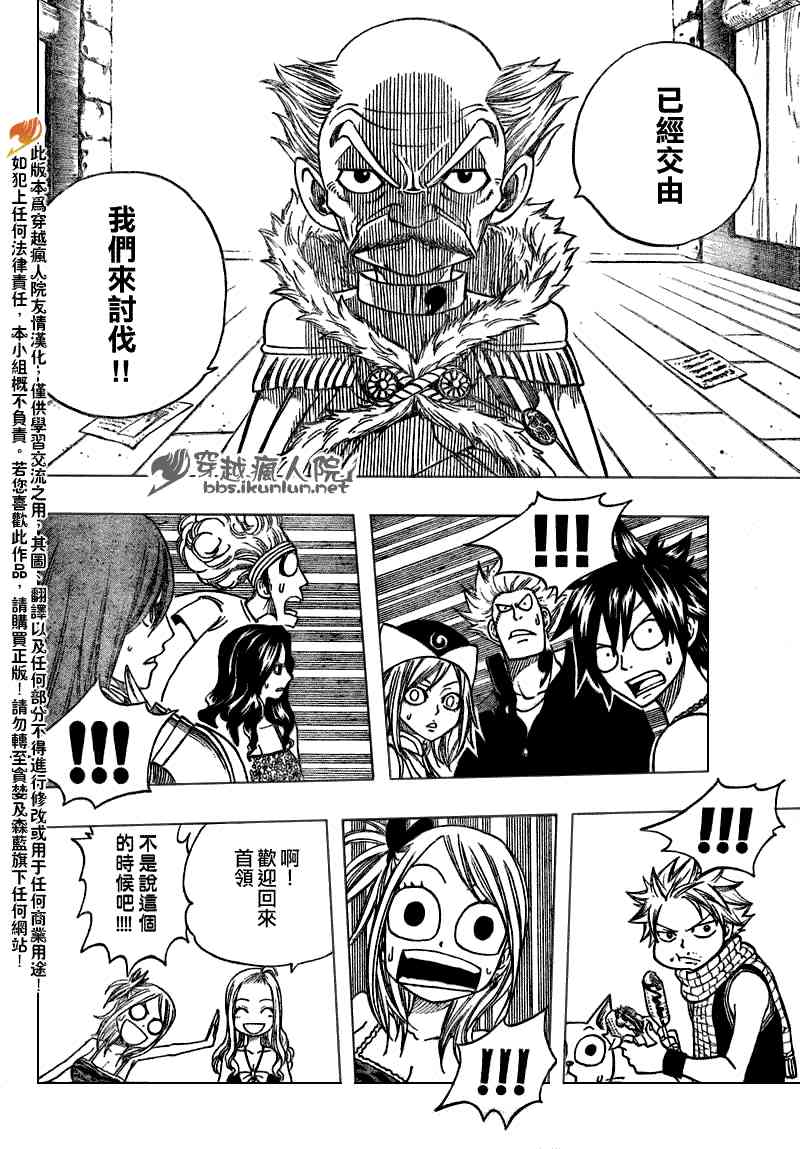 已經交由
我們來討伐!!
穿越瘋人院
bbs.ikunlun.net
!!!
!!!
!!!
!!!
啊!
歡迎回來
首領
不是說這個
的時候吧!!!!
此版本爲穿越瘋人院友情漢化，僅供學習交流之用，其圖、翻譯以及任何部分不得進行修改或用于任何商業用途！
如犯上任何法律責任，本小組概不負責。若您喜歡此作品，請購買正版！請勿轉至貪婪及森藍旗下任何網站！